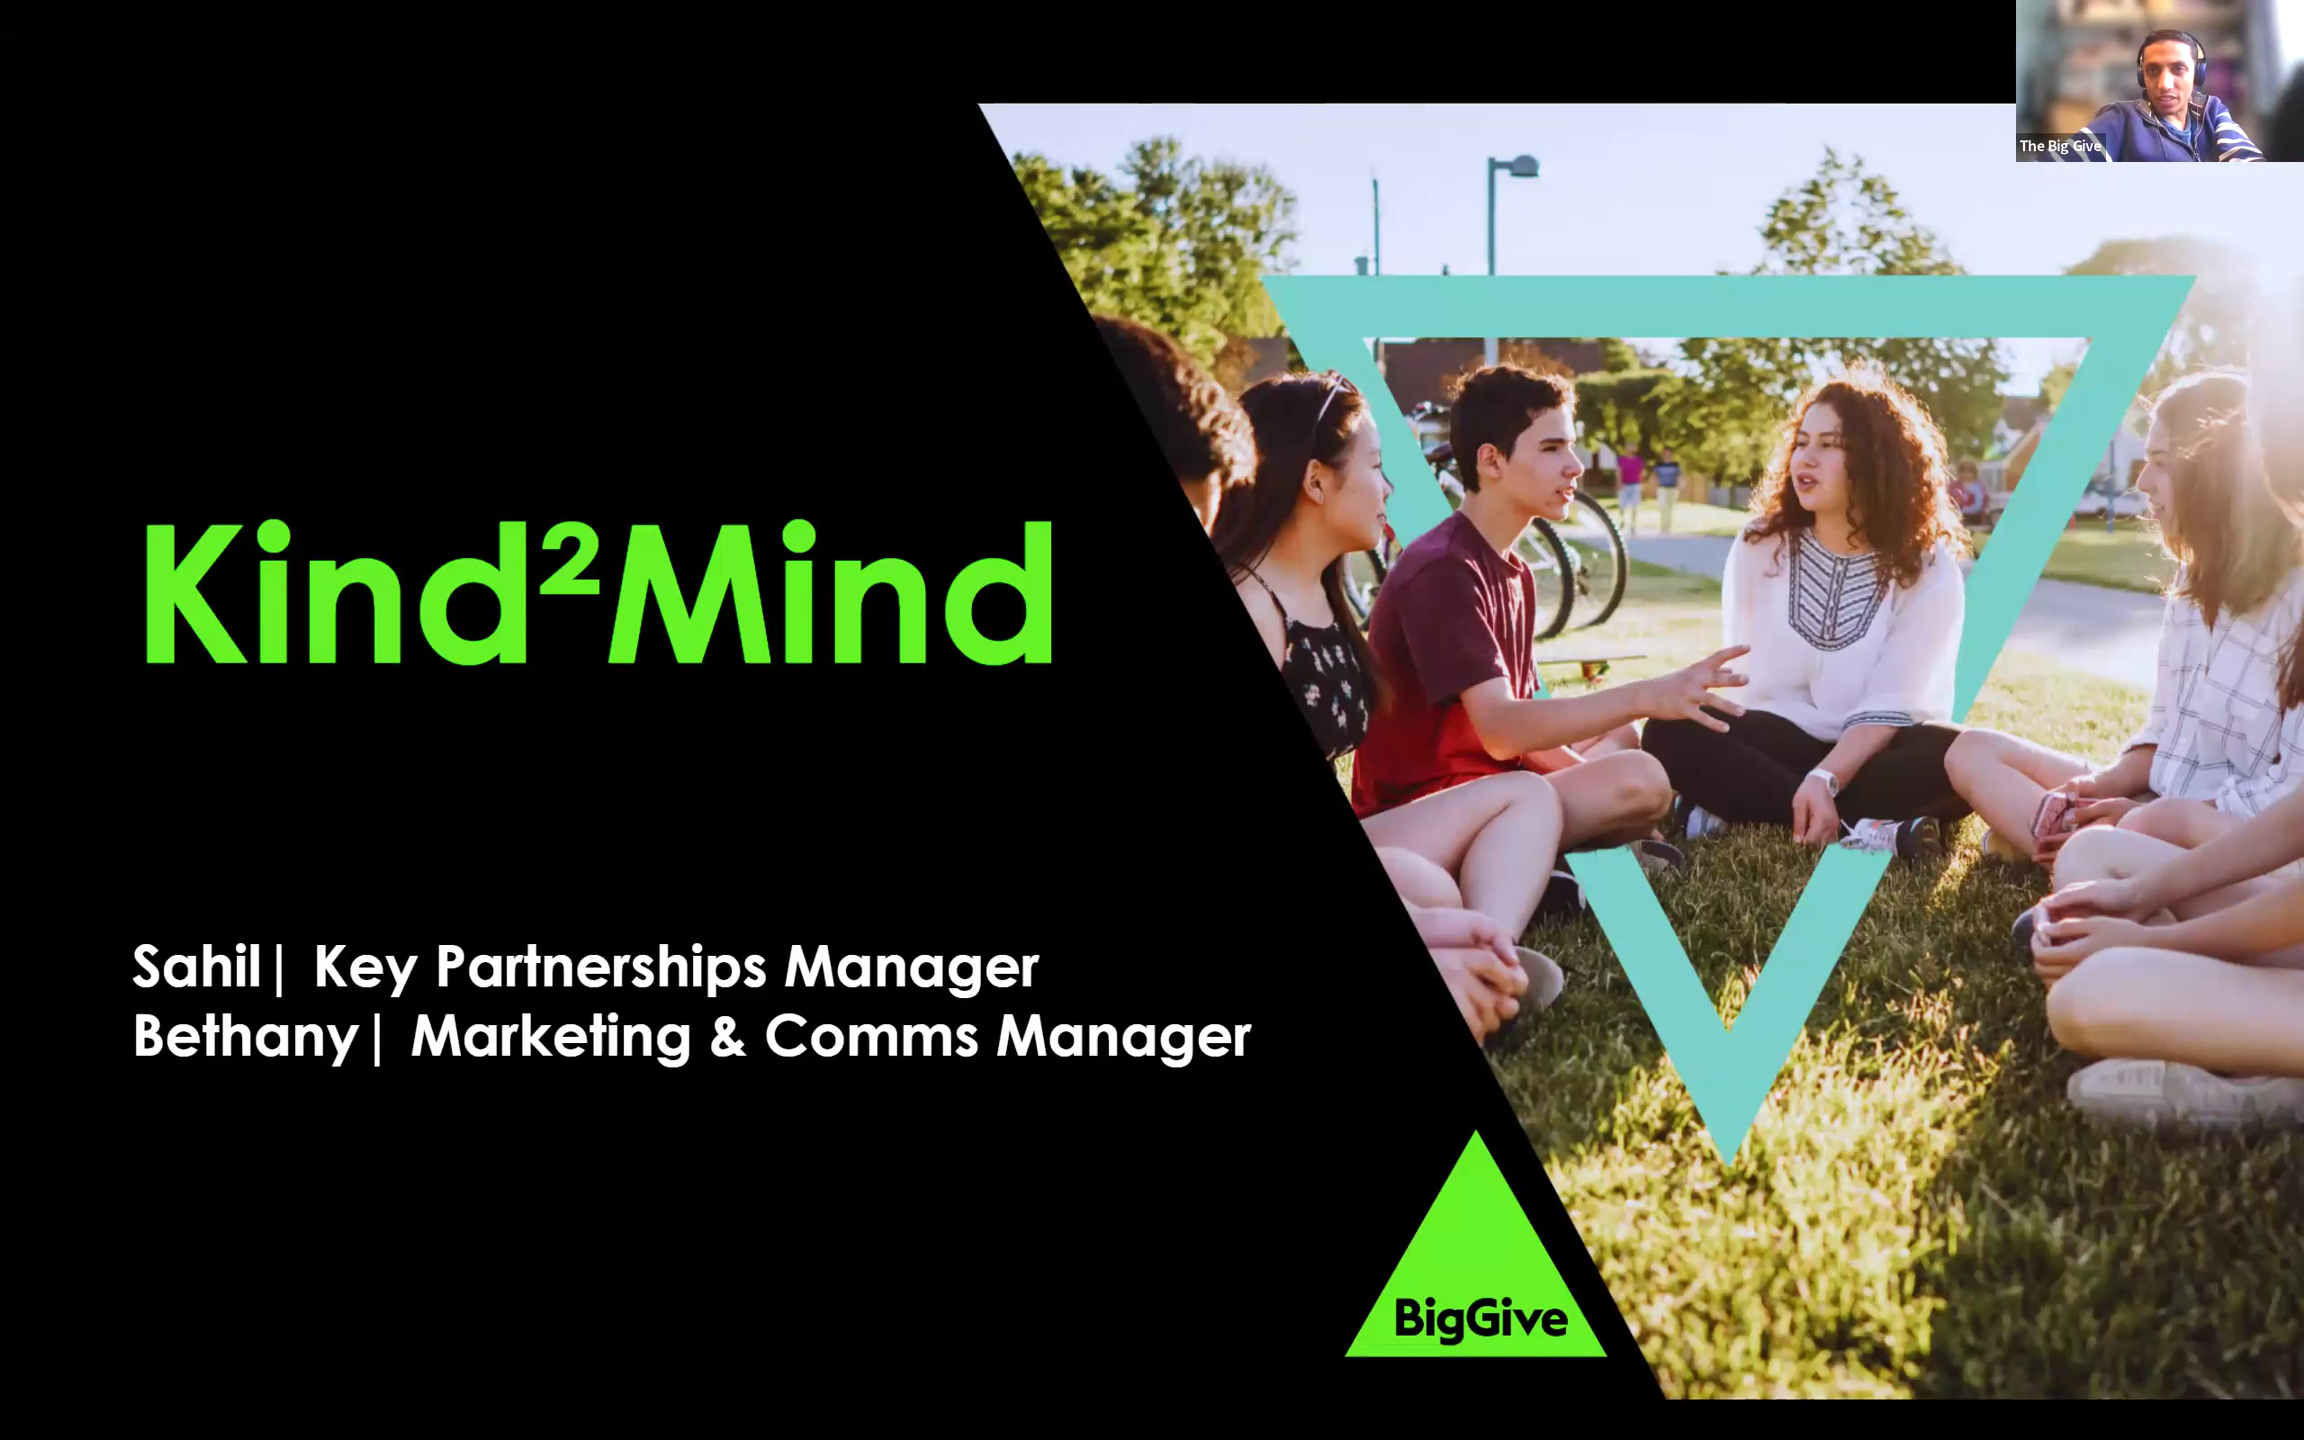 The Big Give
Kind²Mind
Sahil| Key Partnerships Manager
Bethany| Marketing & Comms Manager
BigGive